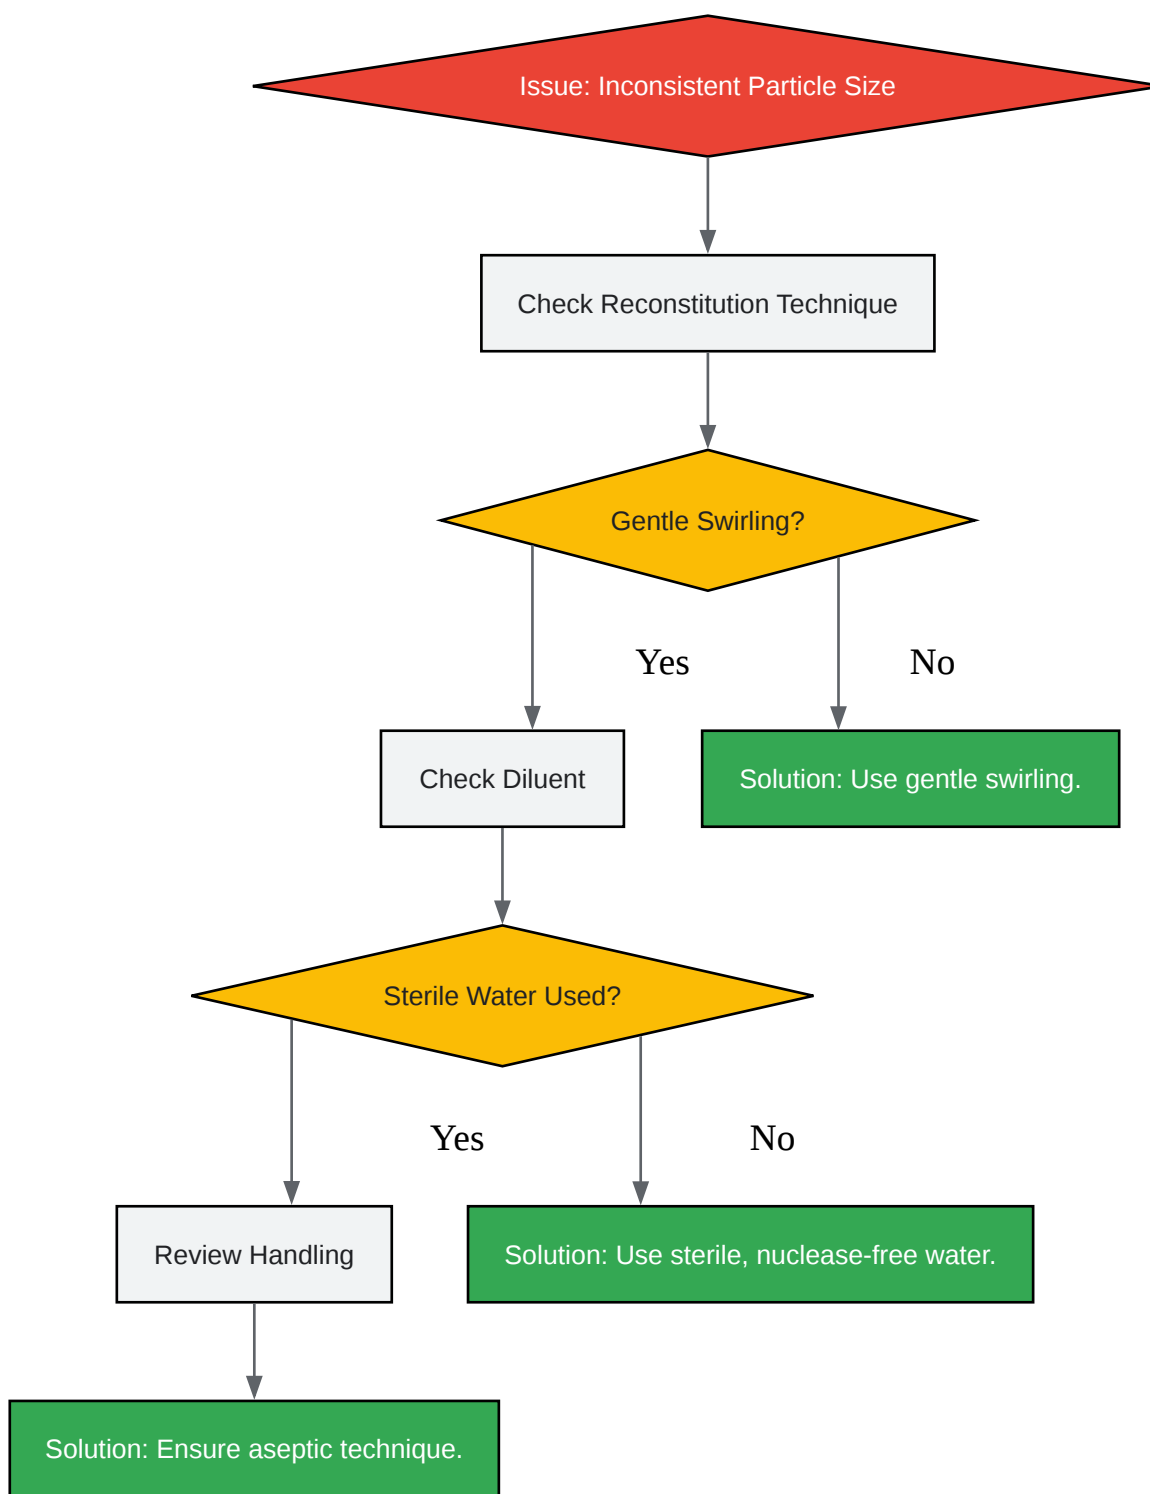 Issue: Inconsistent Particle Size
Check Reconstitution Technique
Gentle Swirling?
Yes
No
Check Diluent
Solution: Use gentle swirling.
Sterile Water Used?
Yes
No
Review Handling
Solution: Use sterile, nuclease-free water.
Solution: Ensure aseptic technique.